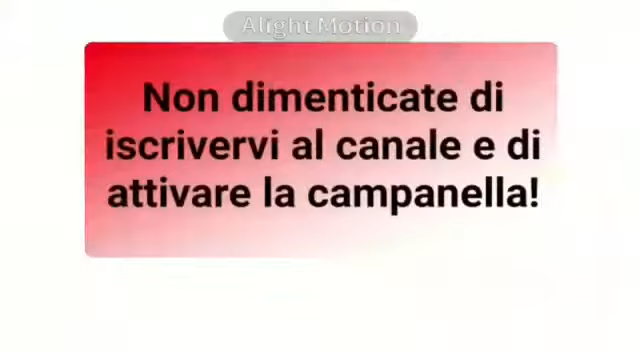 Alight Motion
Non dimenticate di
iscrivervi al canale e di
attivare la campanella!